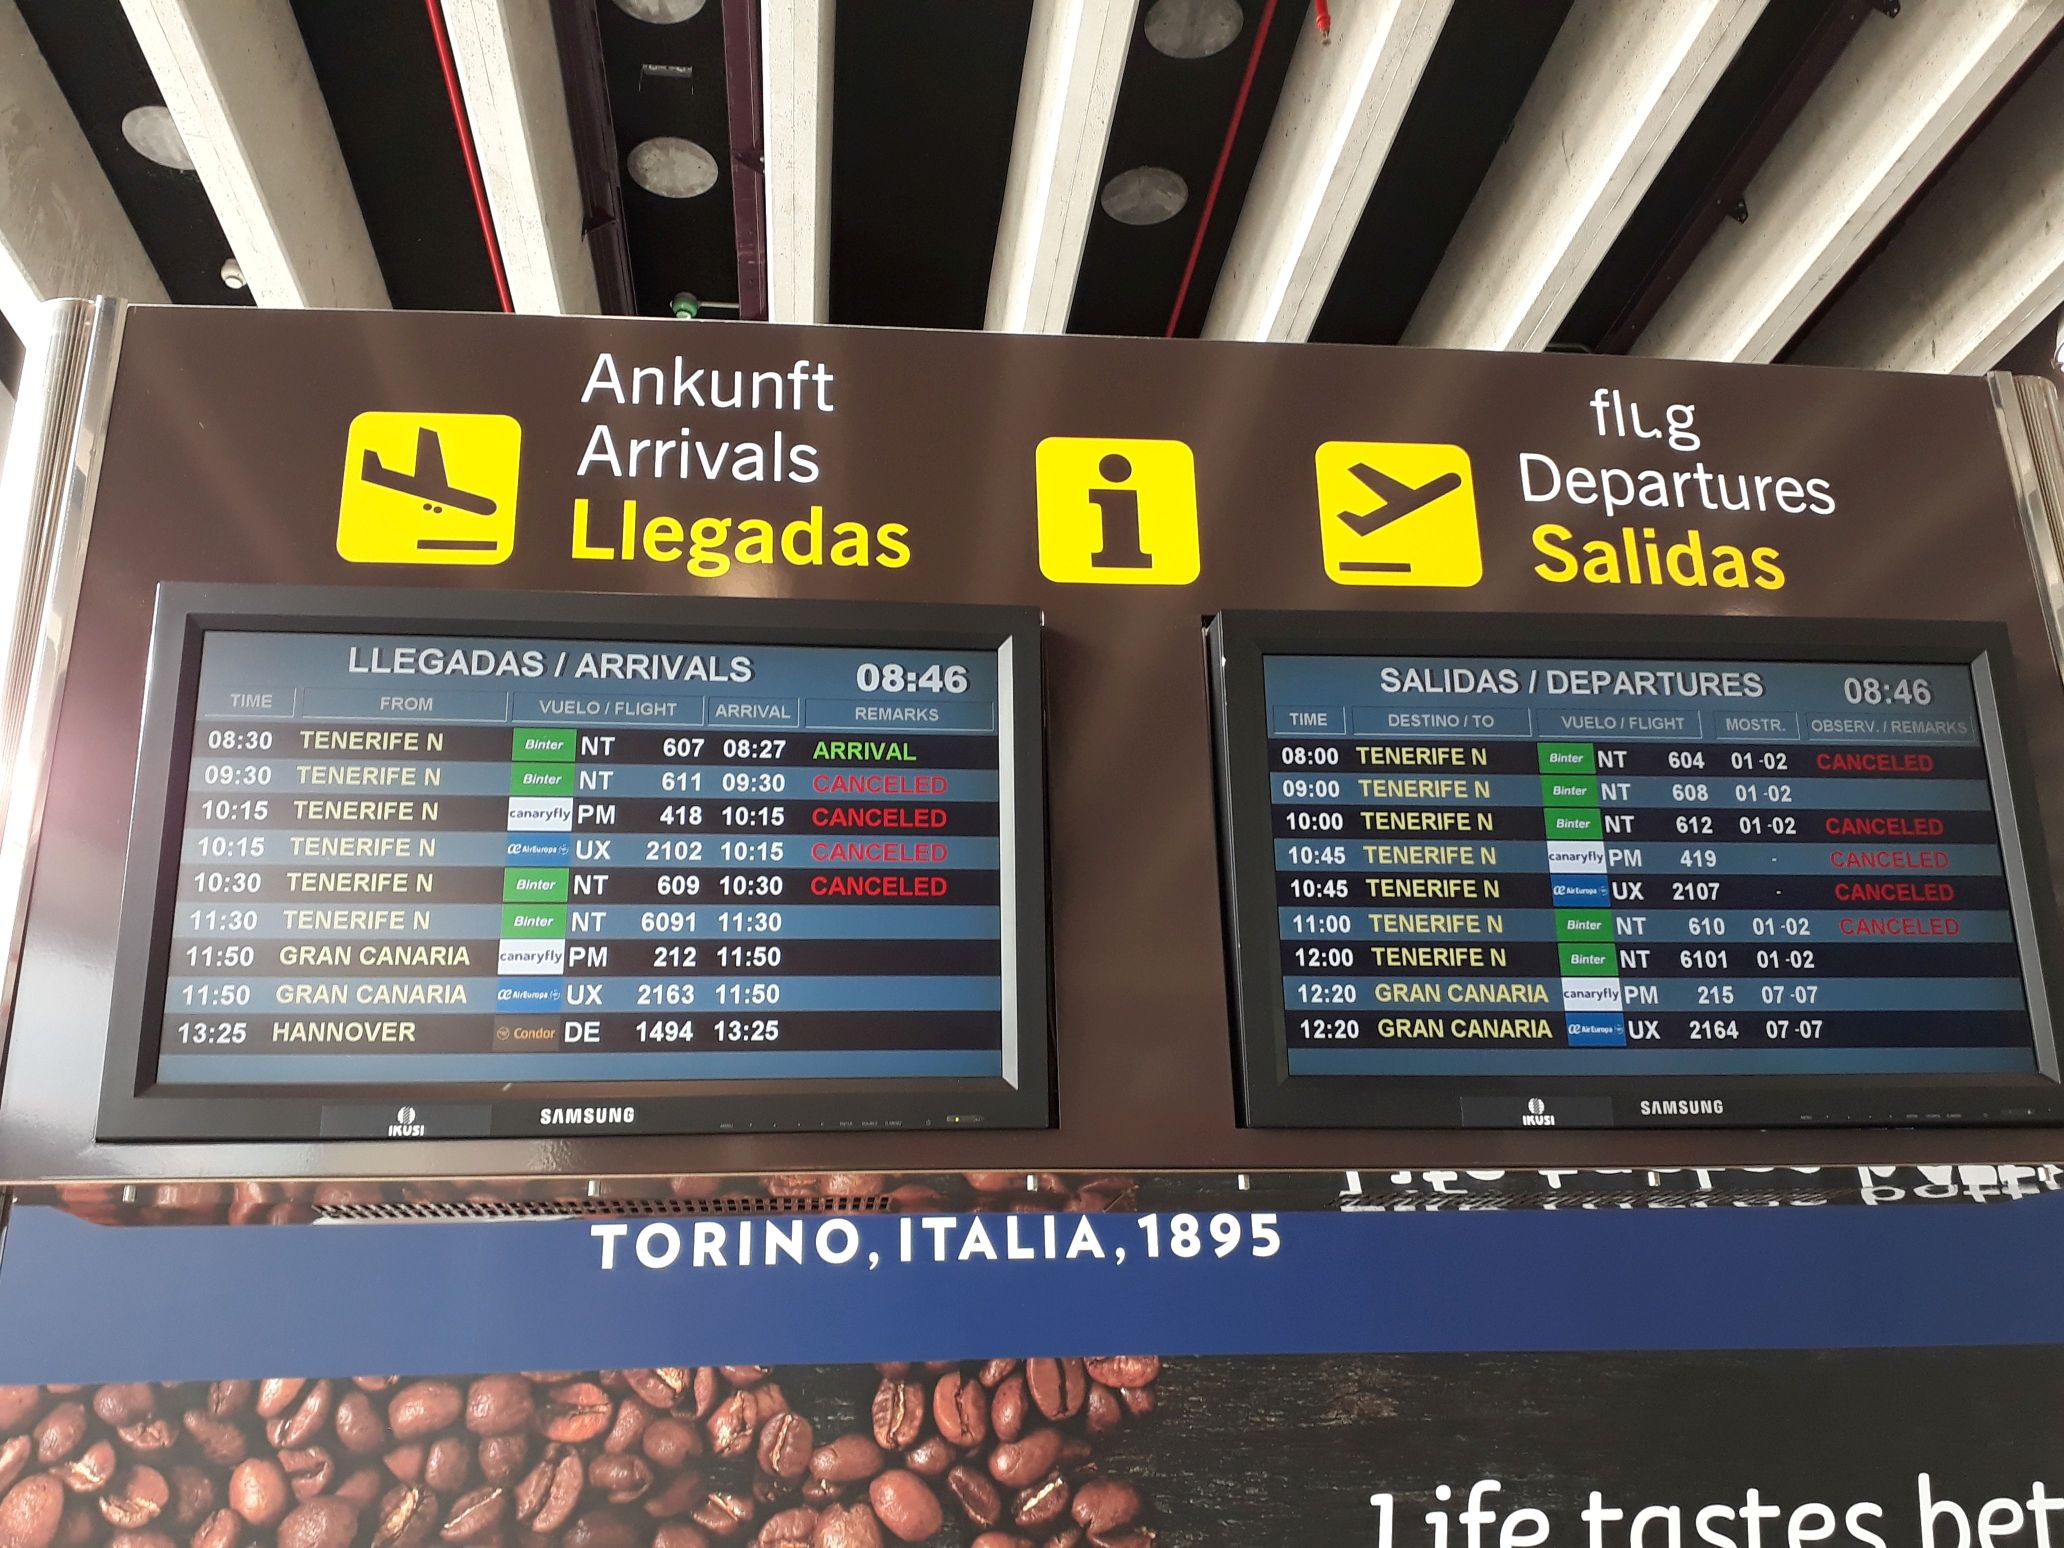 Ankunft
Arrivals
Llegadas
i
flug
Departures
Salidas
LLEGADAS / ARRIVALS 08:46
TIME FROM VUELO / FLIGHT ARRIVAL REMARKS
08:30 TENERIFE N Binter NT 607 08:27 ARRIVAL
09:30 TENERIFE N Binter NT 611 09:30 CANCELED
10:15 TENERIFE N canaryfly PM 418 10:15 CANCELED
10:15 TENERIFE N AirEuropa UX 2102 10:15 CANCELED
10:30 TENERIFE N Binter NT 609 10:30 CANCELED
11:30 TENERIFE N Binter NT 6091 11:30
11:50 GRAN CANARIA canaryfly PM 212 11:50
11:50 GRAN CANARIA AirEuropa UX 2163 11:50
13:25 HANNOVER Condor DE 1494 13:25
IKUSI SAMSUNG
SALIDAS / DEPARTURES 08:46
TIME DESTINO / TO VUELO / FLIGHT MOSTR. OBSERV. / REMARKS
08:00 TENERIFE N Binter NT 604 01-02 CANCELED
09:00 TENERIFE N Binter NT 608 01-02
10:00 TENERIFE N Binter NT 612 01-02 CANCELED
10:45 TENERIFE N canaryfly PM 419 - CANCELED
10:45 TENERIFE N AirEuropa UX 2107 - CANCELED
11:00 TENERIFE N Binter NT 610 01-02 CANCELED
12:00 TENERIFE N Binter NT 6101 01-02
12:20 GRAN CANARIA canaryfly PM 215 07-07
12:20 GRAN CANARIA AirEuropa UX 2164 07-07
IKUSI SAMSUNG
TORINO, ITALIA, 1895
Life tastes bet